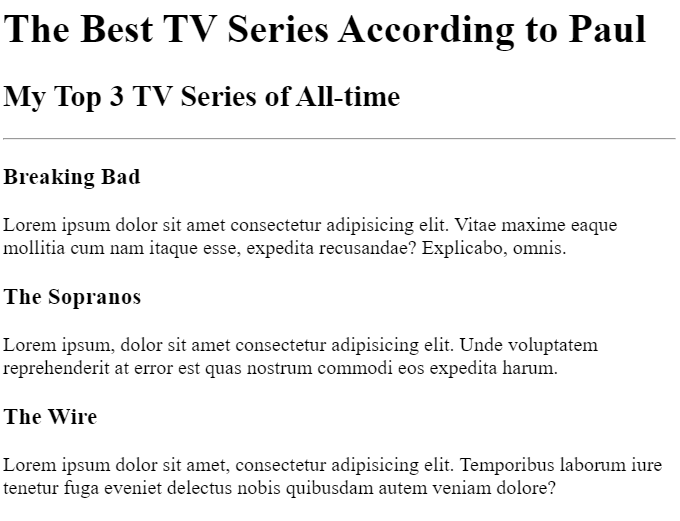 The Best TV Series According to Paul
My Top 3 TV Series of All-time
Breaking Bad
Lorem ipsum dolor sit amet consectetur adipisicing elit. Vitae maxime eaque
mollitia cum nam itaque esse, expedita recusandae? Explicabo, omnis.
The Sopranos
Lorem ipsum, dolor sit amet consectetur adipisicing elit. Unde voluptatem
reprehenderit at error est quas nostrum commodi eos expedita harum.
The Wire
Lorem ipsum dolor sit amet, consectetur adipisicing elit. Temporibus laborum iure
tenetur fuga eveniet delectus nobis quibusdam autem veniam dolore?